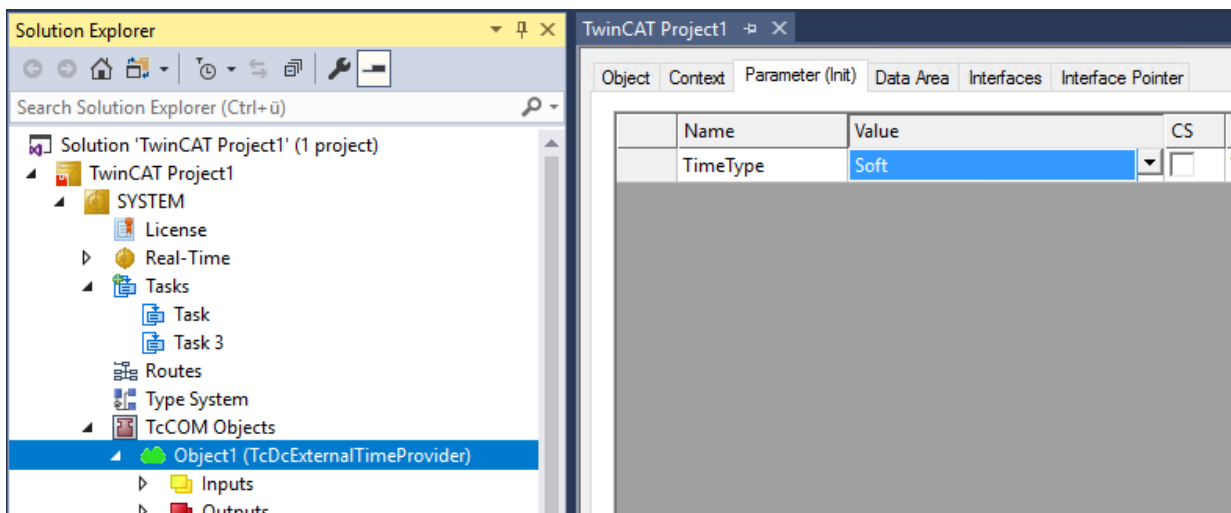 Solution Explorer
Search Solution Explorer (Ctrl+ü)
Solution 'TwinCAT Project1' (1 project)
TwinCAT Project1
SYSTEM
License
Real-Time
Tasks
Task
Task 3
Routes
Type System
TcCOM Objects
Object1 (TcDcExternalTimeProvider)
Inputs
Outputs
TwinCAT Project1
Object Context Parameter (Init) Data Area Interfaces Interface Pointer
Name Value CS
TimeType Soft